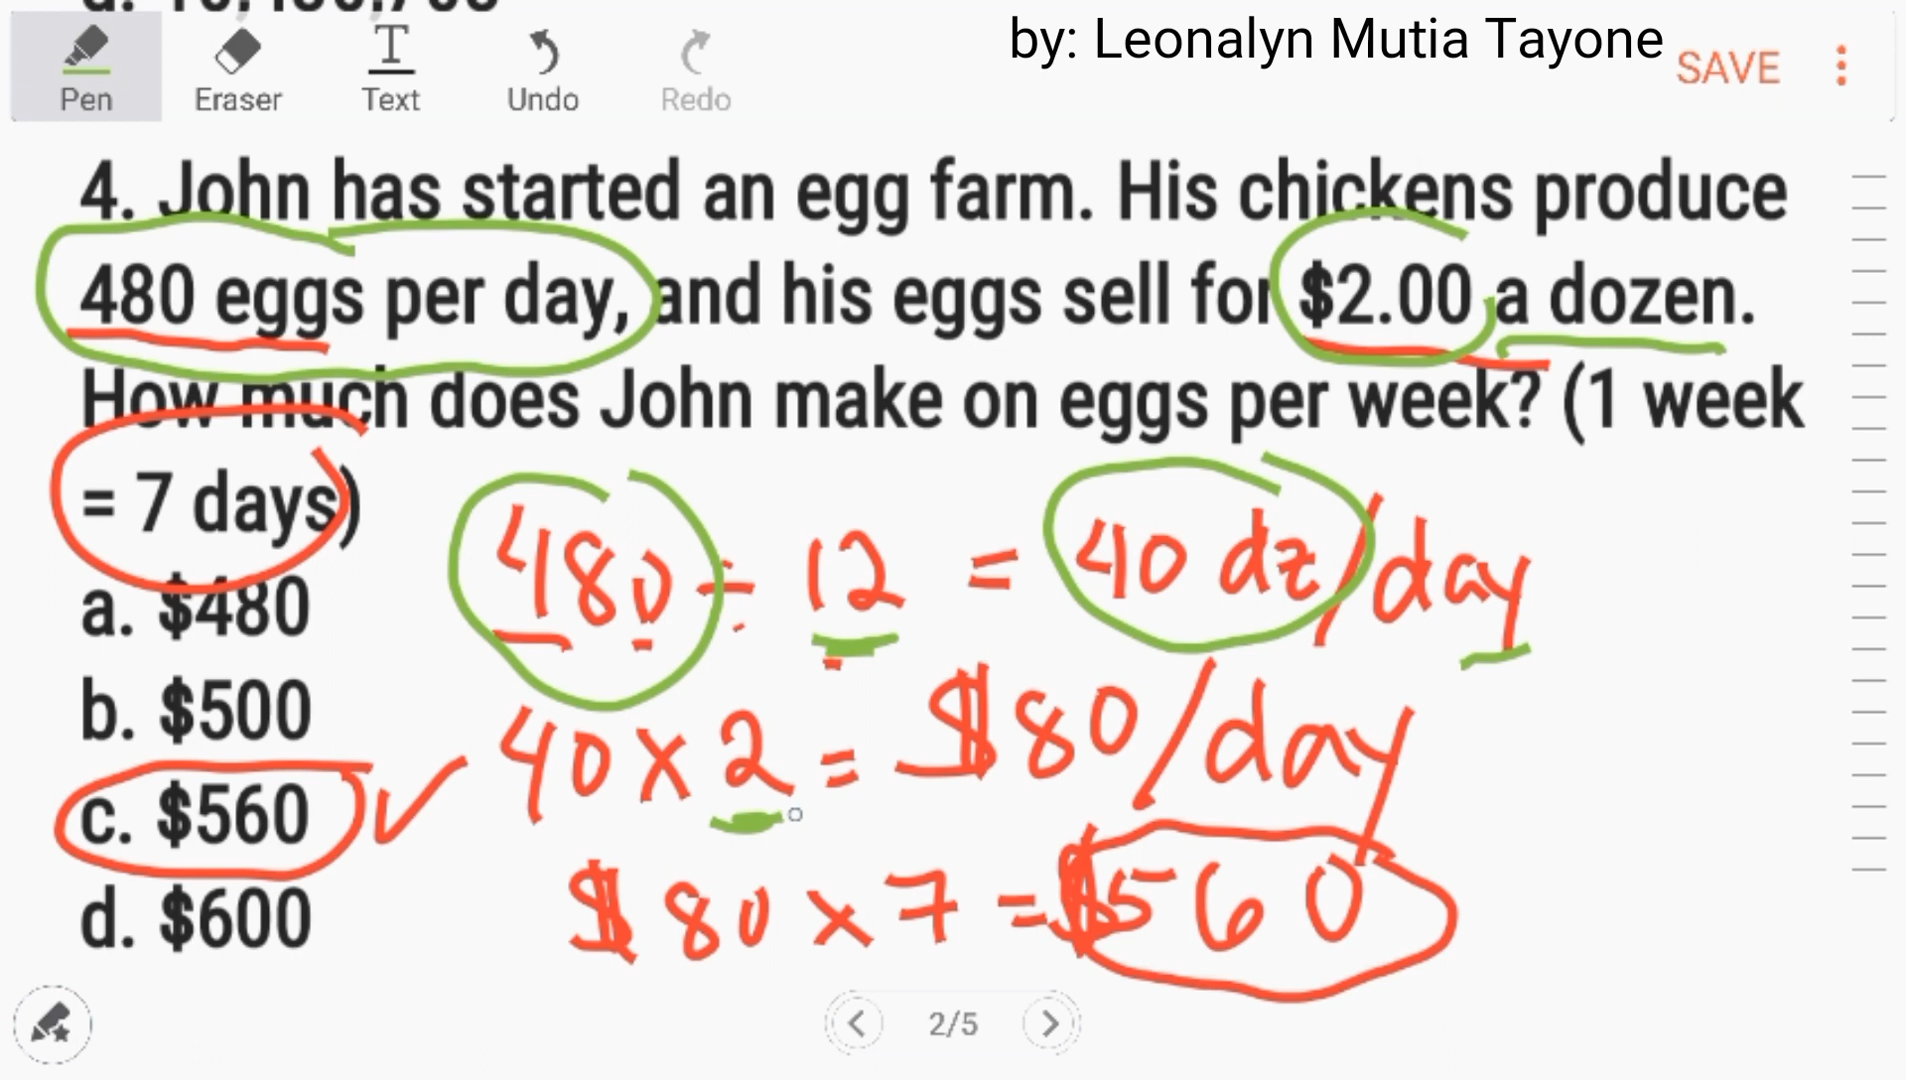 by: Leonalyn Mutia Tayone
Pen
Eraser
Text
Undo
Redo
SAVE
4. John has started an egg farm. His chickens produce
480 eggs per day, and his eggs sell for $2.00 a dozen.
How much does John make on eggs per week? (1 week
= 7 days)
480 ÷ 12 = 40 dz/day
a. $480
b. $500
40 x 2 = $80/day
c. $560
$80 x 7 = $560
d. $600
2/5